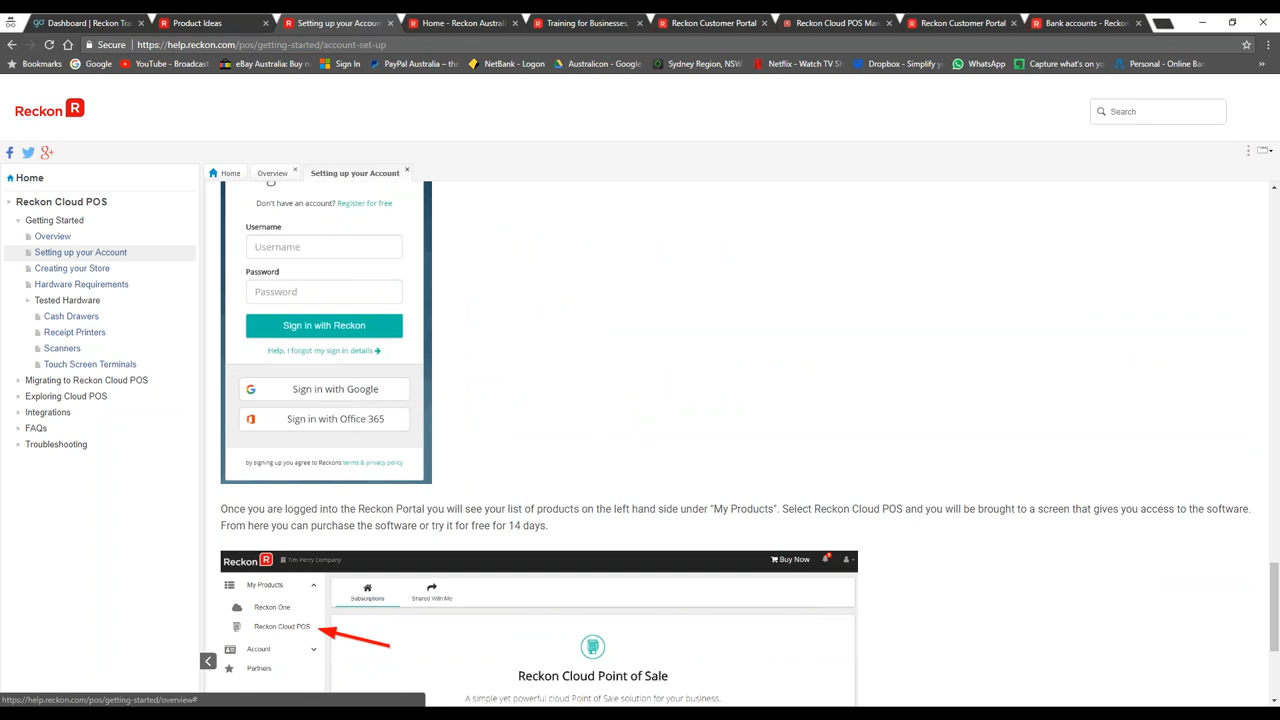 Dashboard | Reckon Tra
Product Ideas
Setting up your Accoun
Home - Reckon Austral
Training for Businesses,
Reckon Customer Portal
Reckon Cloud POS Man
Reckon Customer Portal
Bank accounts - Reckon
Secure
https://help.reckon.com/pos/getting-started/account-set-up
Bookmarks
Google
YouTube - Broadcast
eBay Australia: Buy ne
Sign In
PayPal Australia – the
NetBank - Logon
Australicon - Google
Sydney Region, NSW
Netflix - Watch TV Sh
Dropbox - Simplify y
WhatsApp
Capture what's on yo
Personal - Online Ban
Reckon R
Search
Home
Reckon Cloud POS
Getting Started
Overview
Setting up your Account
Creating your Store
Hardware Requirements
Tested Hardware
Cash Drawers
Receipt Printers
Scanners
Touch Screen Terminals
Migrating to Reckon Cloud POS
Exploring Cloud POS
Integrations
FAQs
Troubleshooting
Home
Overview
Setting up your Account
Don't have an account? Register for free
Username
Username
Password
Password
Sign in with Reckon
Help, I forgot my sign in details
Sign in with Google
Sign in with Office 365
by signing up you agree to Reckons terms & privacy policy
Once you are logged into the Reckon Portal you will see your list of products on the left hand side under "My Products". Select Reckon Cloud POS and you will be brought to a screen that gives you access to the software.
From here you can purchase the software or try it for free for 14 days.
Reckon R
Tim Perry Company
Buy Now
My Products
Reckon One
Reckon Cloud POS
Account
Partners
Subscriptions
Shared With Me
Reckon Cloud Point of Sale
A simple yet powerful cloud Point of Sale solution for your business.
https://help.reckon.com/pos/getting-started/overview#